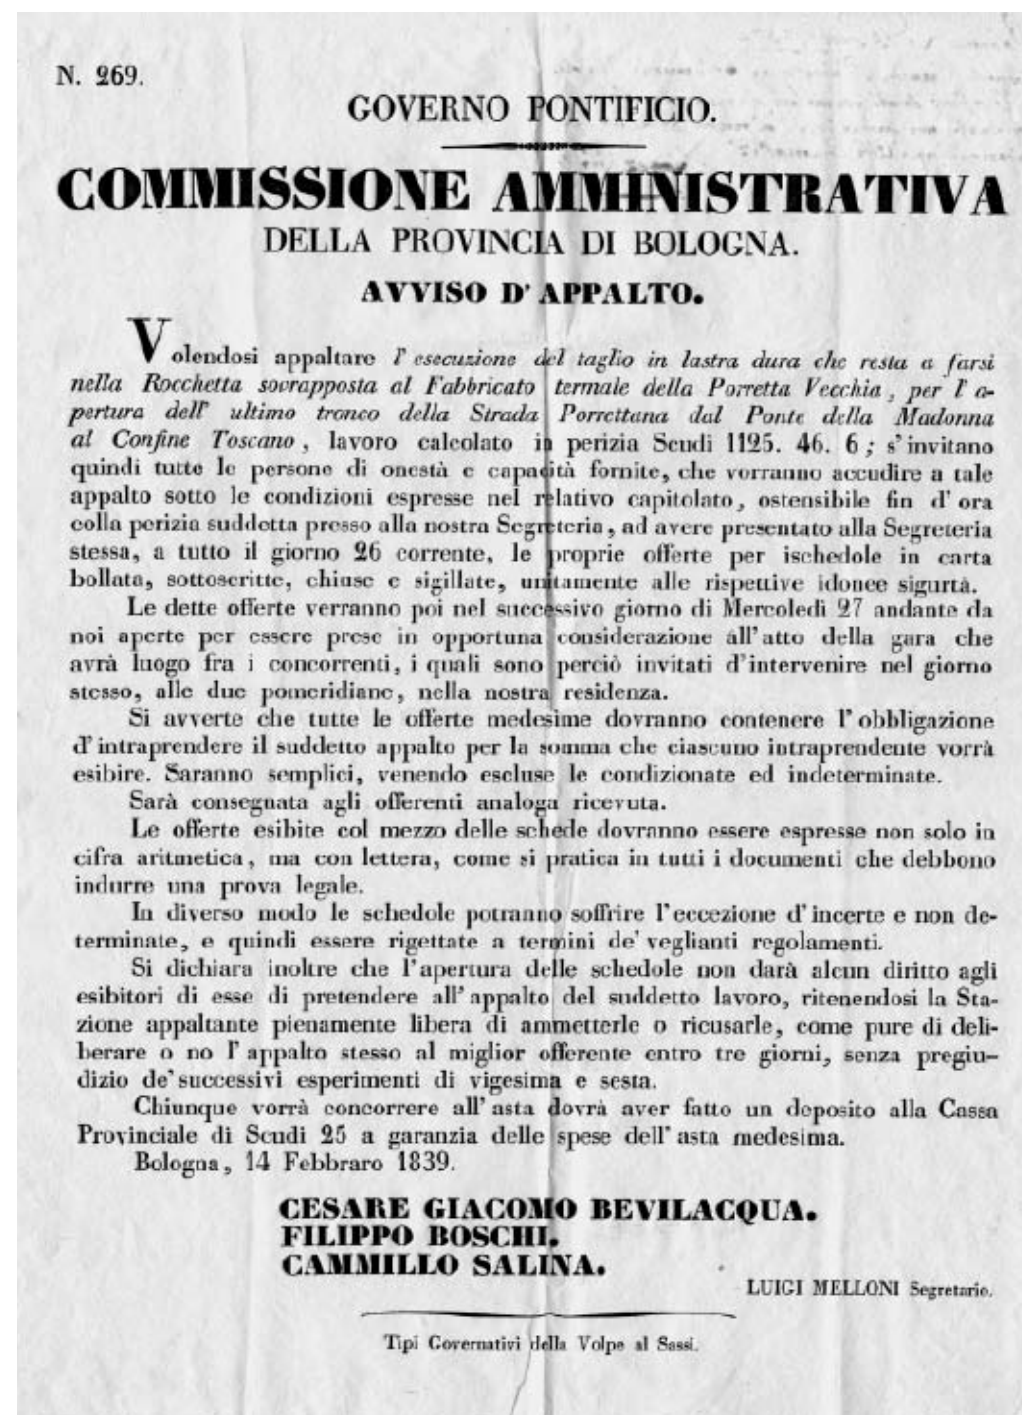 N. 269.
GOVERNO PONTIFICIO.
COMMISSIONE AMMINISTRATIVA
DELLA PROVINCIA DI BOLOGNA.
AVVISO D' APPALTO.
Volendosi appaltare l' esecuzione del taglio in lastra dura che resta a farsi
nella Rocchetta sovrapposta al Fabbricato termale della Porretta Vecchia, per l' a-
pertura dell' ultimo tronco della Strada Porrettana dal Ponte della Madonna
al Confine Toscano, lavoro calcolato in perizia Scudi 1125. 46. 6; s' invitano
quindi tutte le persone di onestà e capacità fornite, che vorranno accudire a tale
appalto sotto le condizioni espresse nel relativo capitolato, ostensibile fin d' ora
colla perizia suddetta presso alla nostra Segreteria, ad avere presentato alla Segreteria
stessa, a tutto il giorno 26 corrente, le proprie offerte per ischedole in carta
bollata, sottoscritte, chiuse e sigillate, unitamente alle rispettive idonee sigurtà.
Le dette offerte verranno poi nel successivo giorno di Mercoledì 27 andante da
noi aperte per essere prese in opportuna considerazione all' atto della gara che
avrà luogo fra i concorrenti, i quali sono perciò invitati d' intervenire nel giorno
stesso, alle due pomeridiane, nella nostra residenza.
Si avverte che tutte le offerte medesime dovranno contenere l' obbligazione
d' intraprendere il suddetto appalto per la somma che ciascuno intraprendente vorrà
esibire. Saranno semplici, venendo escluse le condizionate ed indeterminate.
Sarà consegnata agli offerenti analoga ricevuta.
Le offerte esibite col mezzo delle schede dovranno essere espresse non solo in
cifra aritmetica, ma con lettera, come si pratica in tutti i documenti che debbono
indurre una prova legale.
In diverso modo le schedole potranno soffrire l' eccezione d' incerte e non de-
terminate, e quindi essere rigettate a termini de' veglianti regolamenti.
Si dichiara inoltre che l' apertura delle schedole non darà alcun diritto agli
esibitori di esse di pretendere all' appalto del suddetto lavoro, ritenendosi la Sta-
zione appaltante pienamente libera di ammetterle o ricusarle, come pure di deli-
berare o no l' appalto stesso al miglior offerente entro tre giorni, senza pregiu-
dizio de' successivi esperimenti di vigesima e sesta.
Chiunque vorrà concorrere all' asta dovrà aver fatto un deposito alla Cassa
Provinciale di Scudi 25 a garanzia delle spese dell' asta medesima.
Bologna, 14 Febbraro 1839.
CESARE GIACOMO BEVILACQUA.
FILIPPO BOSCHI.
CAMMILLO SALINA.
LUIGI MELLONI Segretario.
Tipi Governativi della Volpe al Sassi.